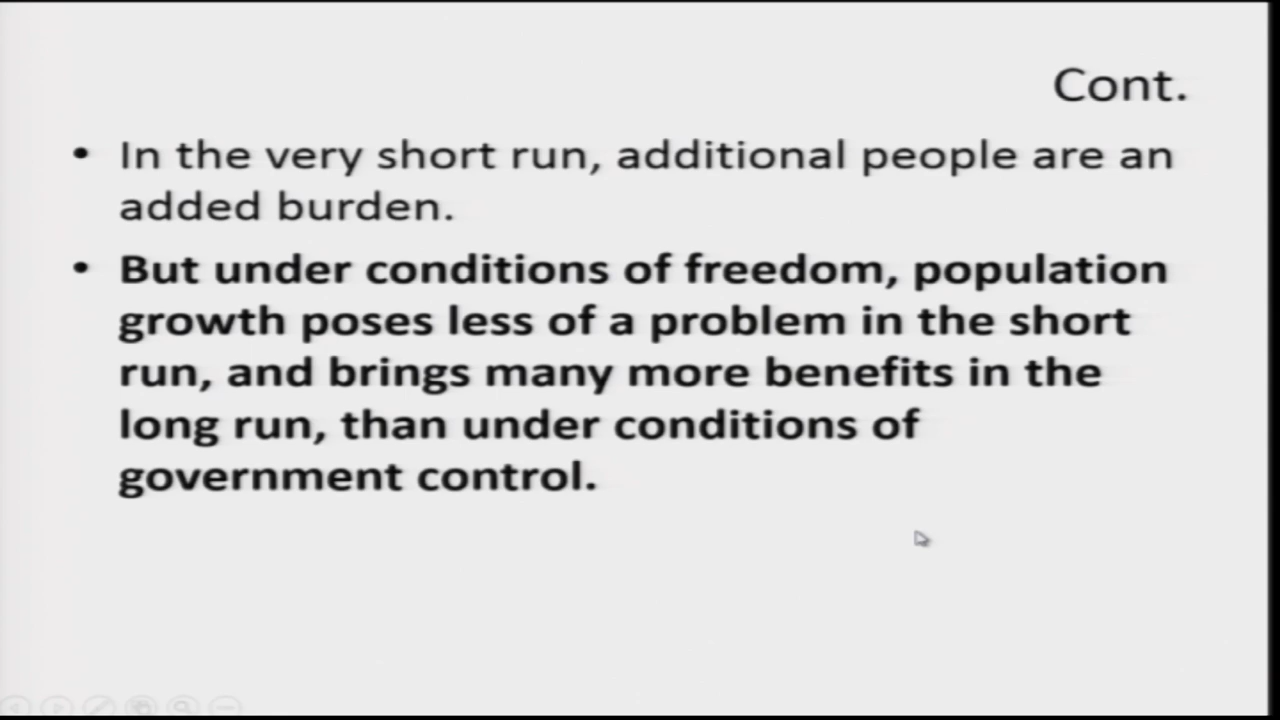 Cont.
• In the very short run, additional people are an
added burden.
• But under conditions of freedom, population
growth poses less of a problem in the short
run, and brings many more benefits in the
long run, than under conditions of
government control.